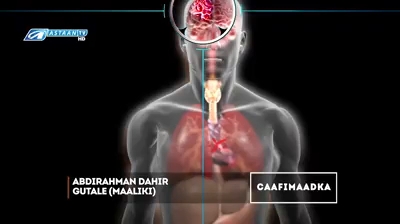 ASTAAN TV
HD
ABDIRAHMAN DAHIR
GUTALE (MAALIKI)
CAAFIMAADKA